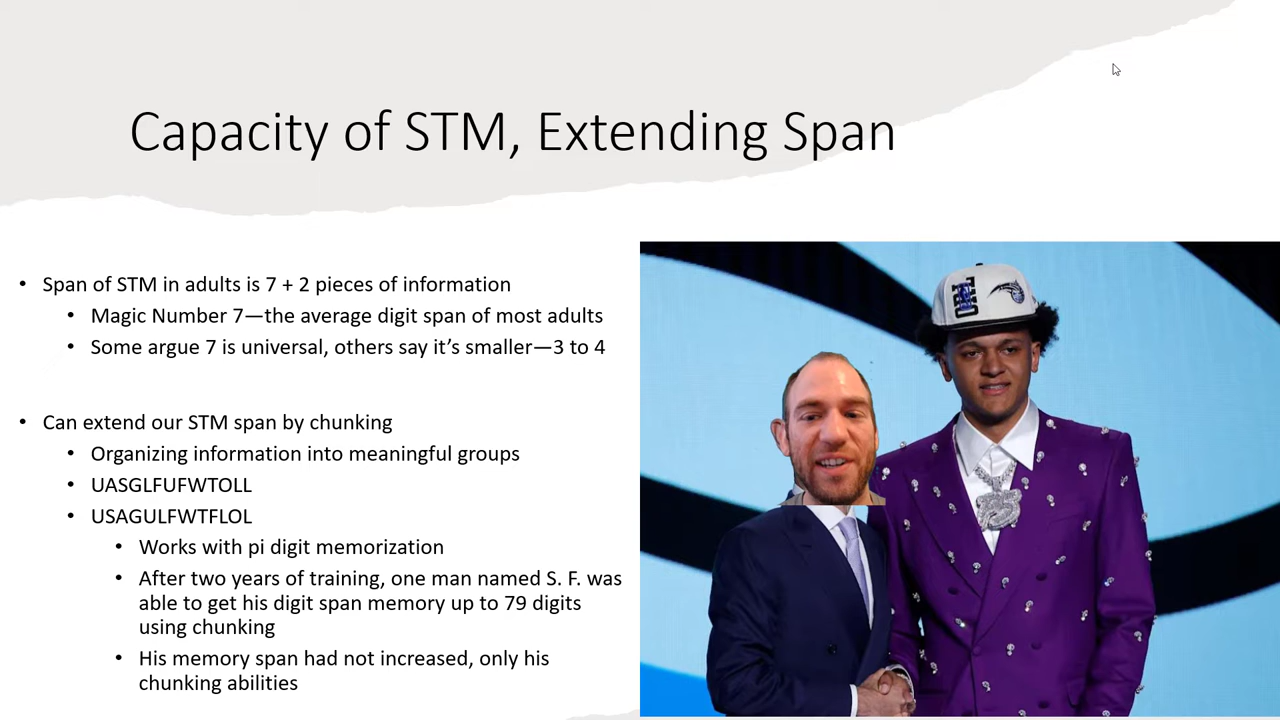 Capacity of STM, Extending Span
• Span of STM in adults is 7 + 2 pieces of information
• Magic Number 7—the average digit span of most adults
• Some argue 7 is universal, others say it's smaller—3 to 4
• Can extend our STM span by chunking
• Organizing information into meaningful groups
• UASGLFUFWTOLL
• USAGULFWTFLOL
• Works with pi digit memorization
• After two years of training, one man named S. F. was
able to get his digit span memory up to 79 digits
using chunking
• His memory span had not increased, only his
chunking abilities